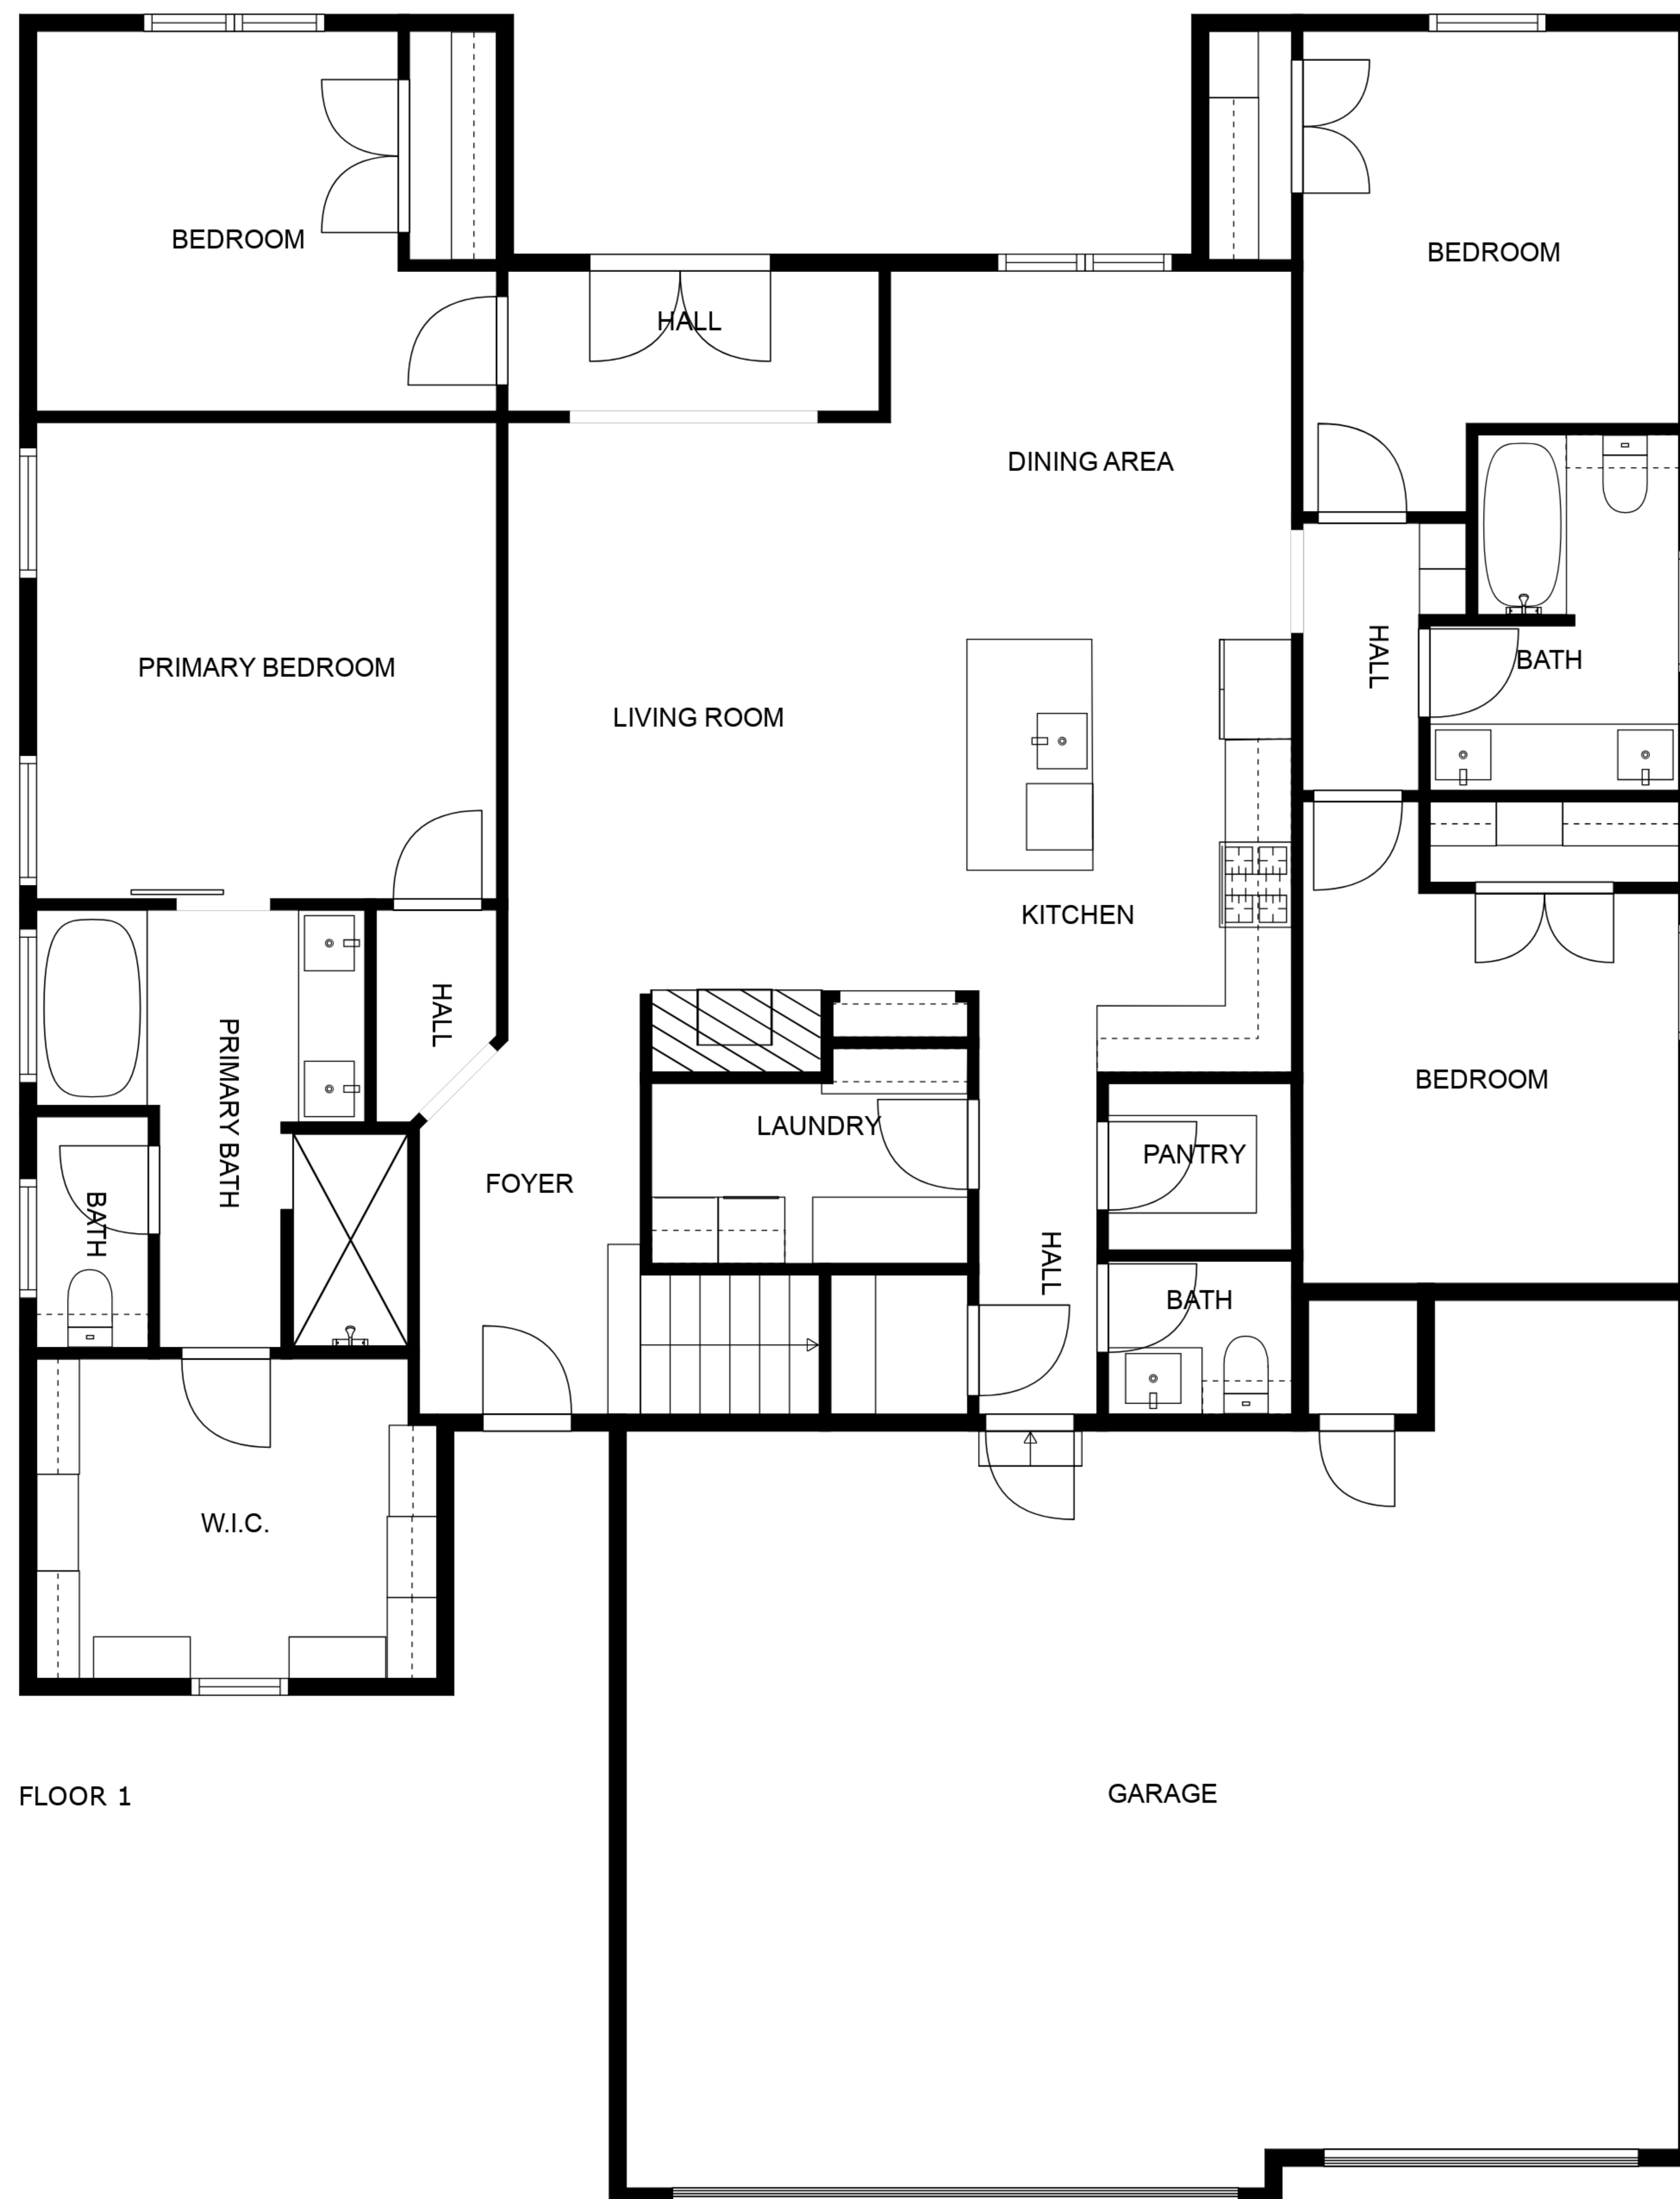 BEDROOM
BEDROOM
HALL
DINING AREA
PRIMARY BEDROOM
LIVING ROOM
HALL
BATH
KITCHEN
HALL
PRIMARY BATH
BEDROOM
LAUNDRY
PANTRY
FOYER
BATH
HALL
BATH
W.I.C.
FLOOR 1
GARAGE